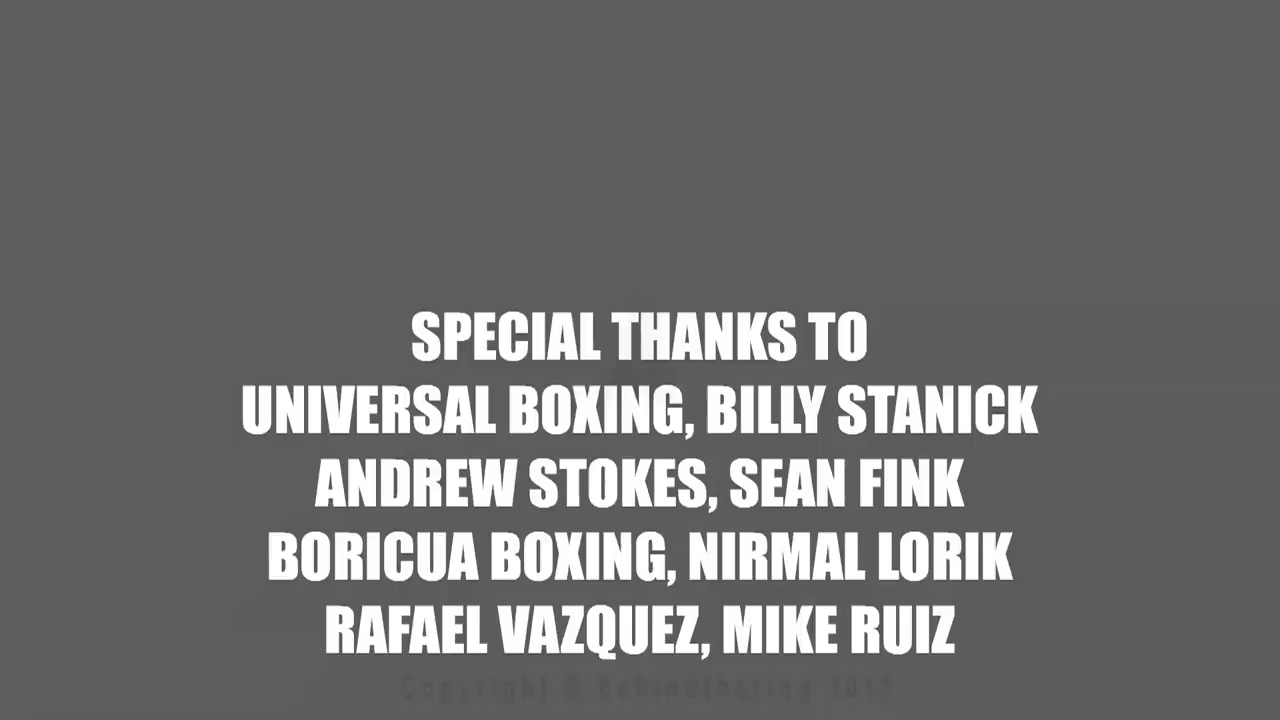 SPECIAL THANKS TO
UNIVERSAL BOXING, BILLY STANICK
ANDREW STOKES, SEAN FINK
BORICUA BOXING, NIRMAL LORIK
RAFAEL VAZQUEZ, MIKE RUIZ
Copyright ©